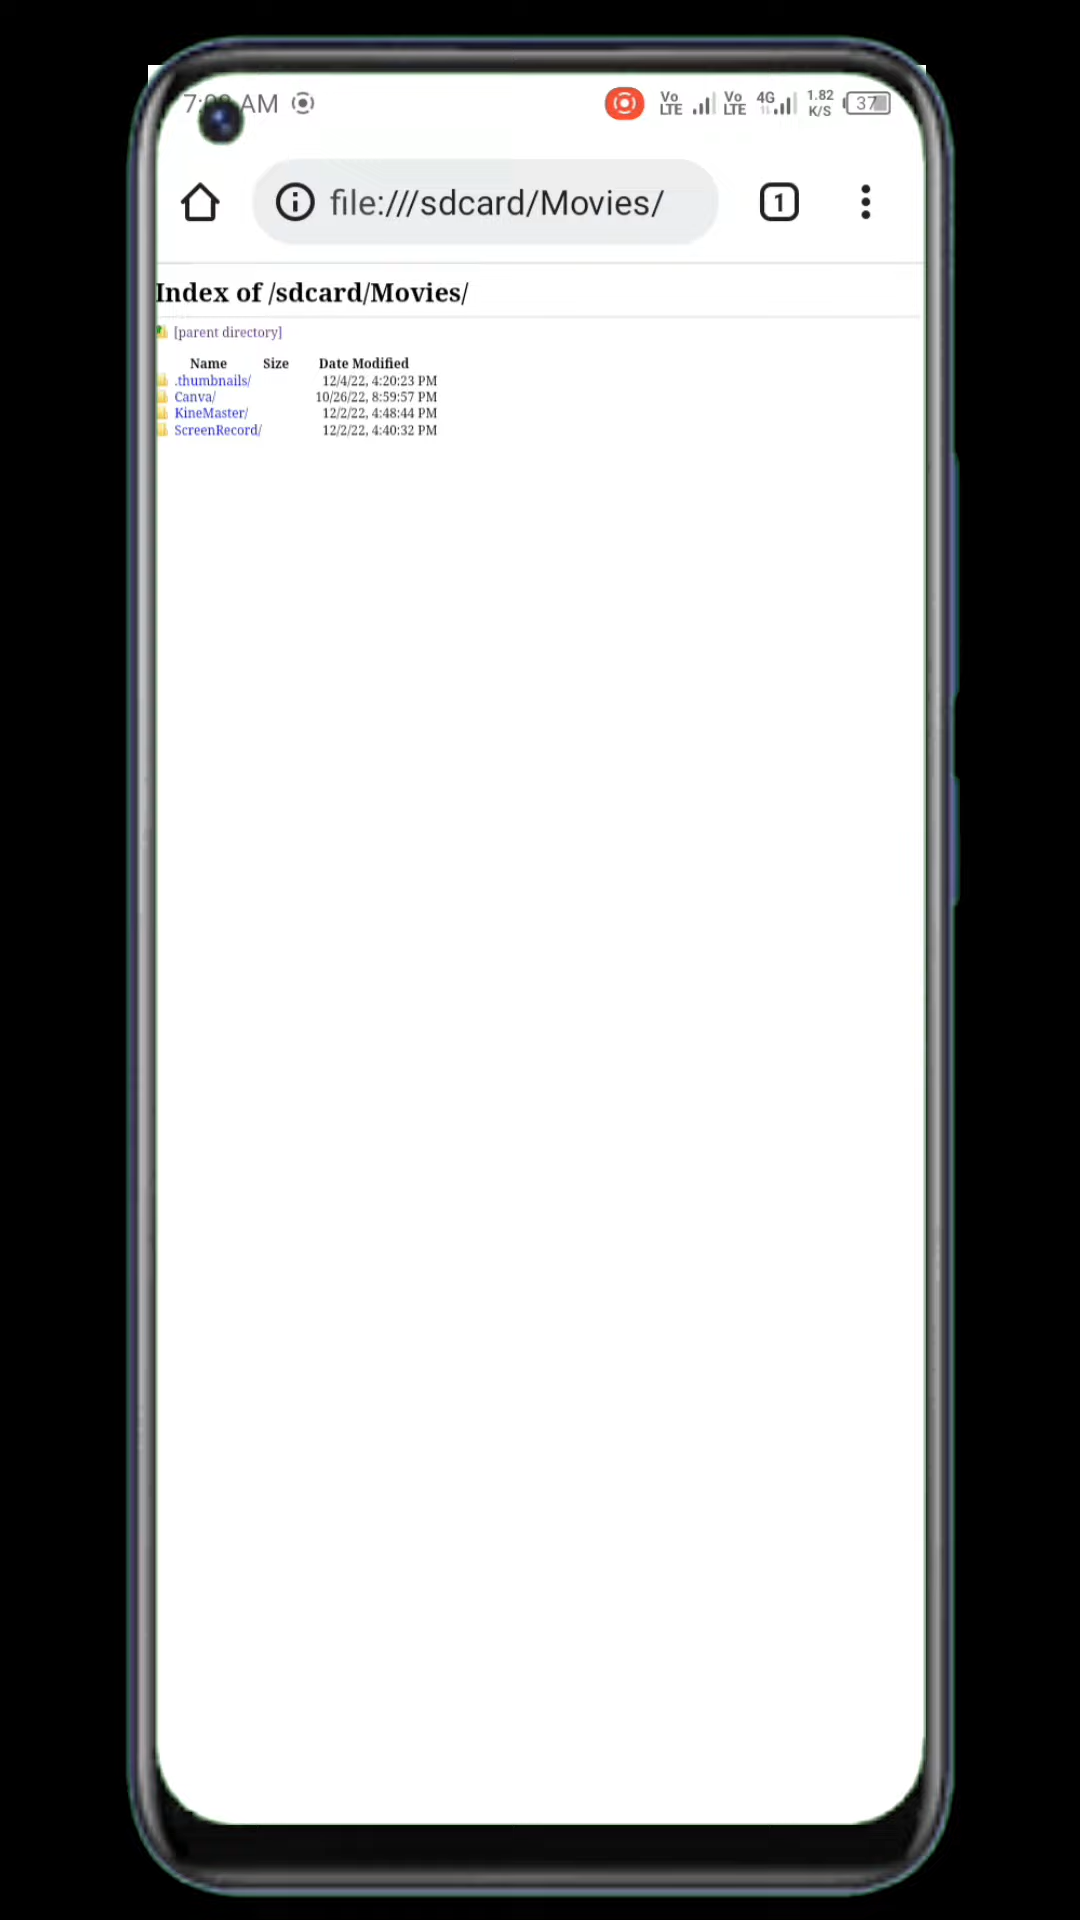 AM
Vo LTE Vo LTE 4G 1.82 K/S 37
file:///sdcard/Movies/ 1
Index of /sdcard/Movies/
[parent directory]
Name Size Date Modified
.thumbnails/ 12/4/22, 4:20:23 PM
Canva/ 10/26/22, 8:59:57 PM
KineMaster/ 12/2/22, 4:48:44 PM
ScreenRecord/ 12/2/22, 4:40:32 PM